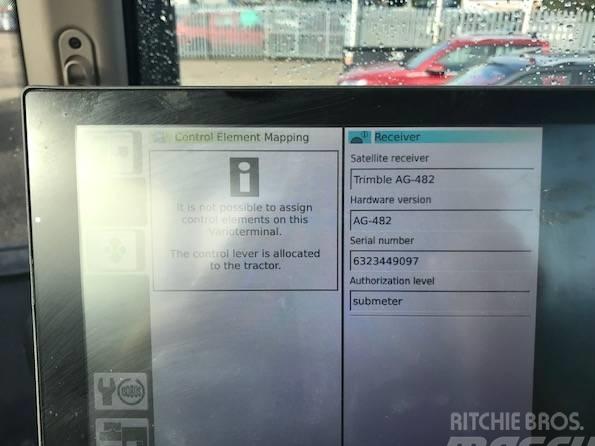 Control Element Mapping
It is not possible to assign
control elements on this
Varioterminal.
The control lever is allocated
to the tractor.
Receiver
Satellite receiver
Trimble AG-482
Hardware version
AG-482
Serial number
6323449097
Authorization level
submeter
RITCHIE BROS.